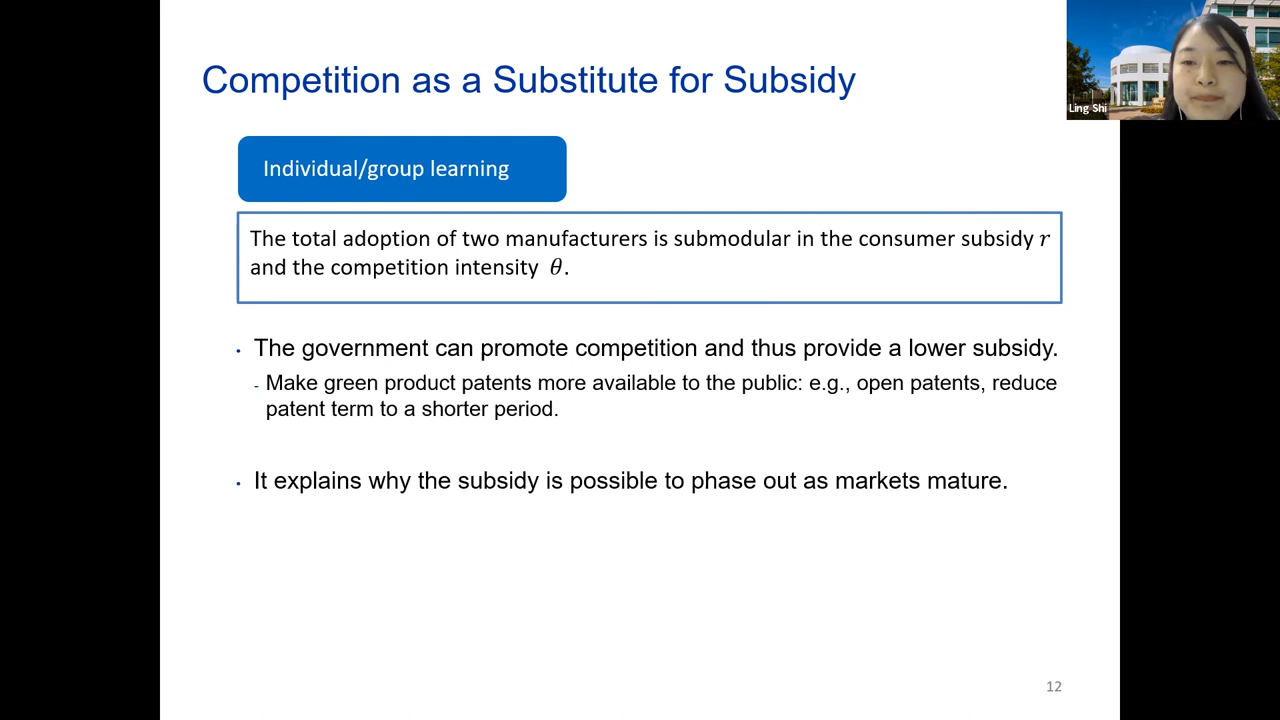 Competition as a Substitute for Subsidy
Ling Shi
Individual/group learning
The total adoption of two manufacturers is submodular in the consumer subsidy r
and the competition intensity θ.
• The government can promote competition and thus provide a lower subsidy.
- Make green product patents more available to the public: e.g., open patents, reduce
patent term to a shorter period.
• It explains why the subsidy is possible to phase out as markets mature.
12